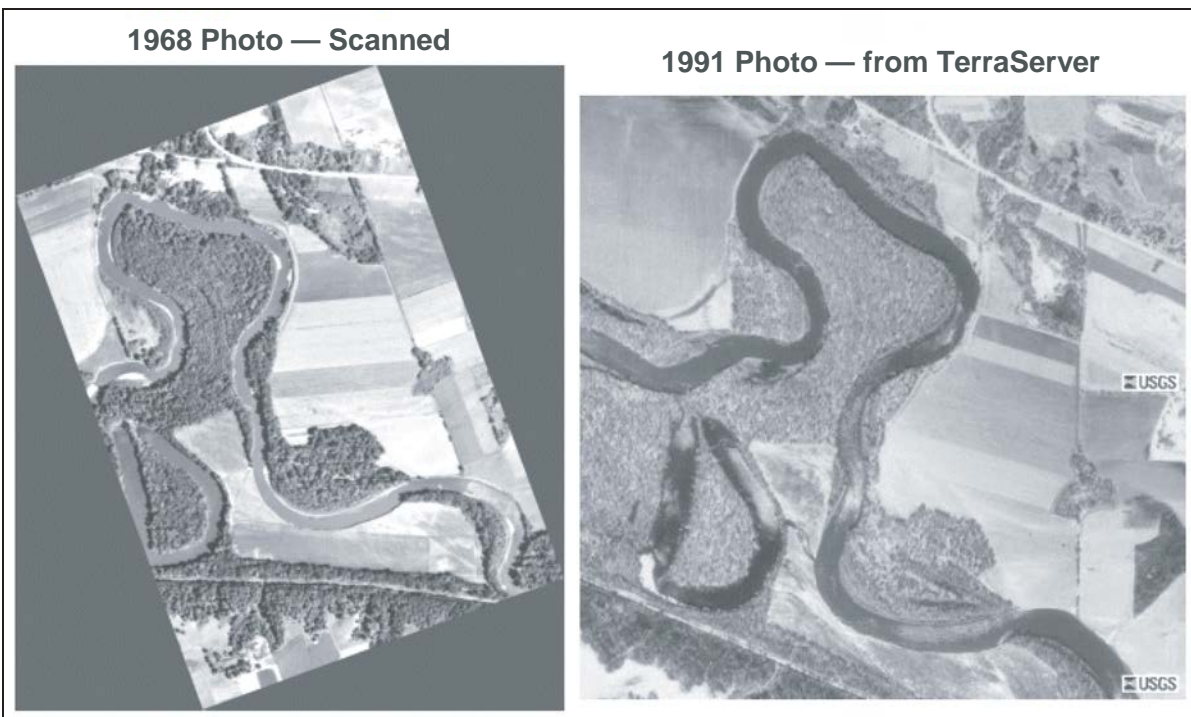 1968 Photo — Scanned
1991 Photo — from TerraServer
USGS
USGS